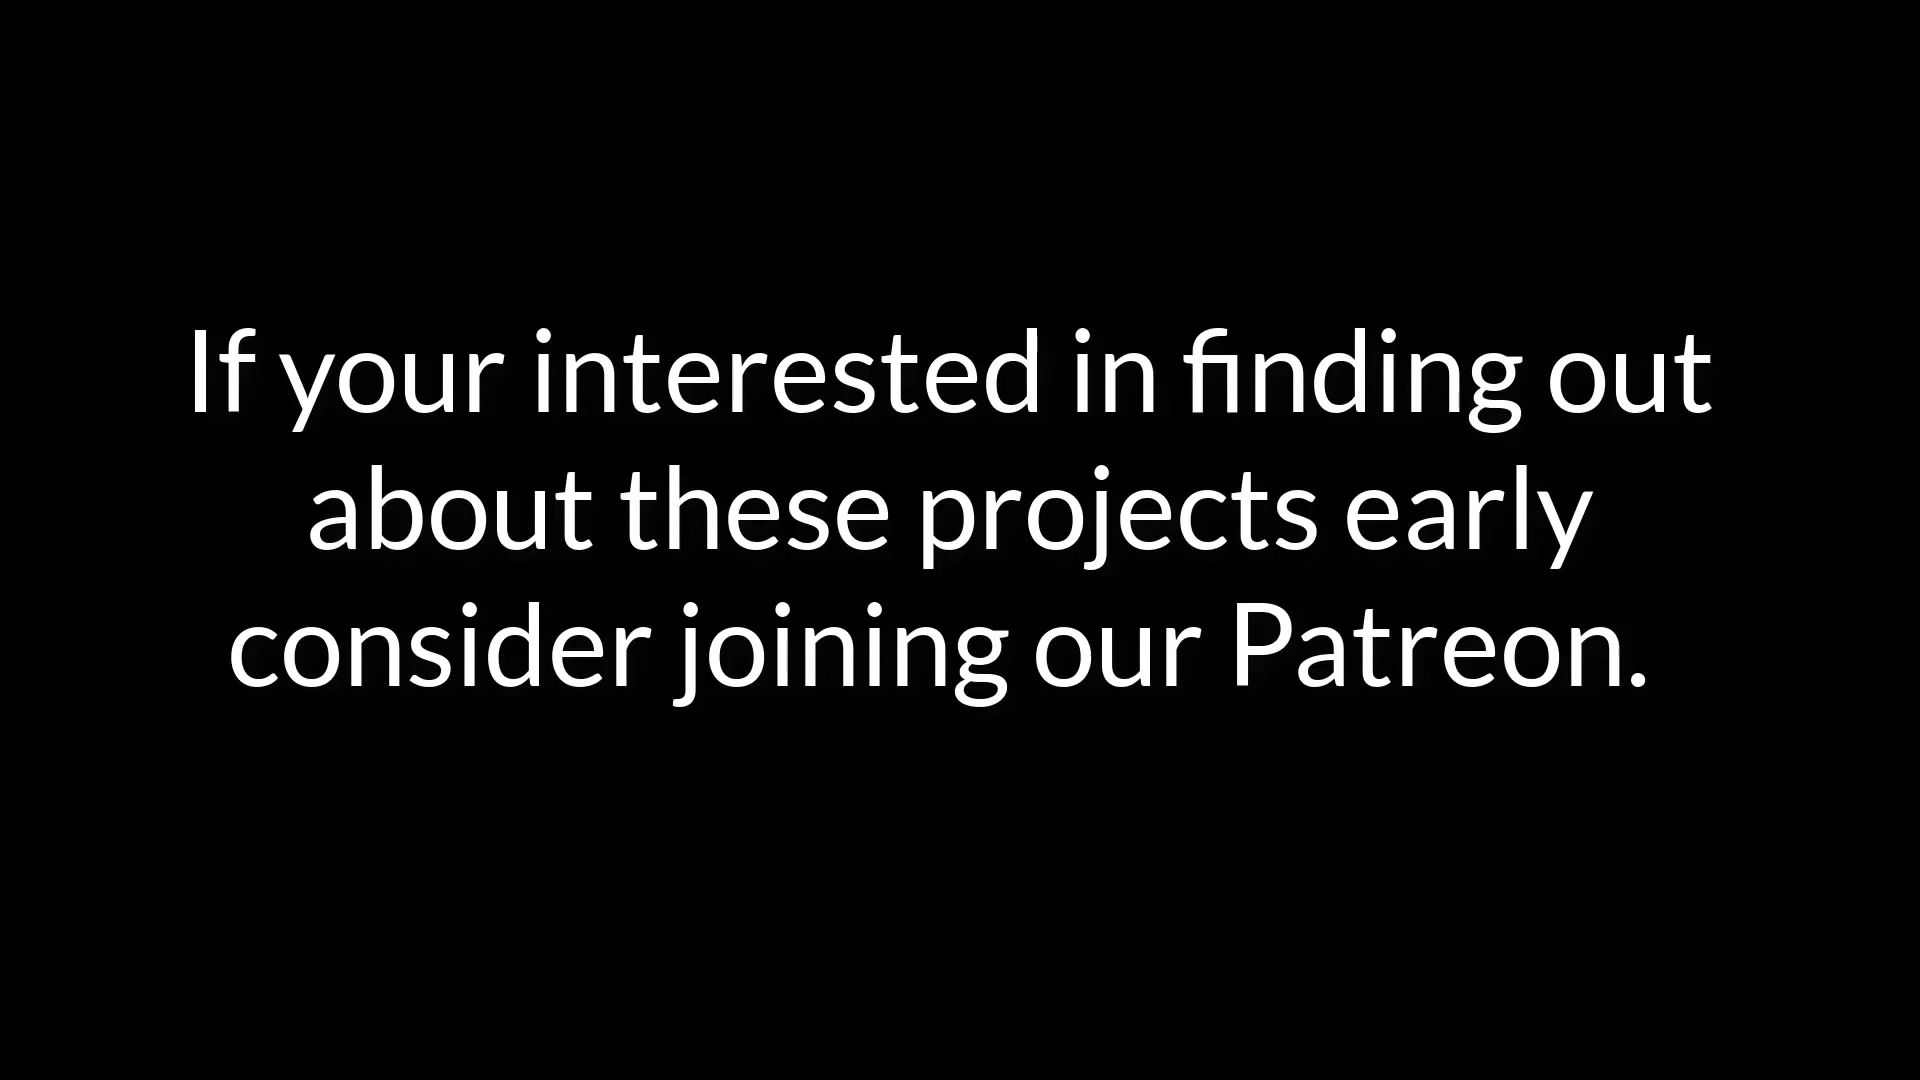 If your interested in finding out
about these projects early
consider joining our Patreon.